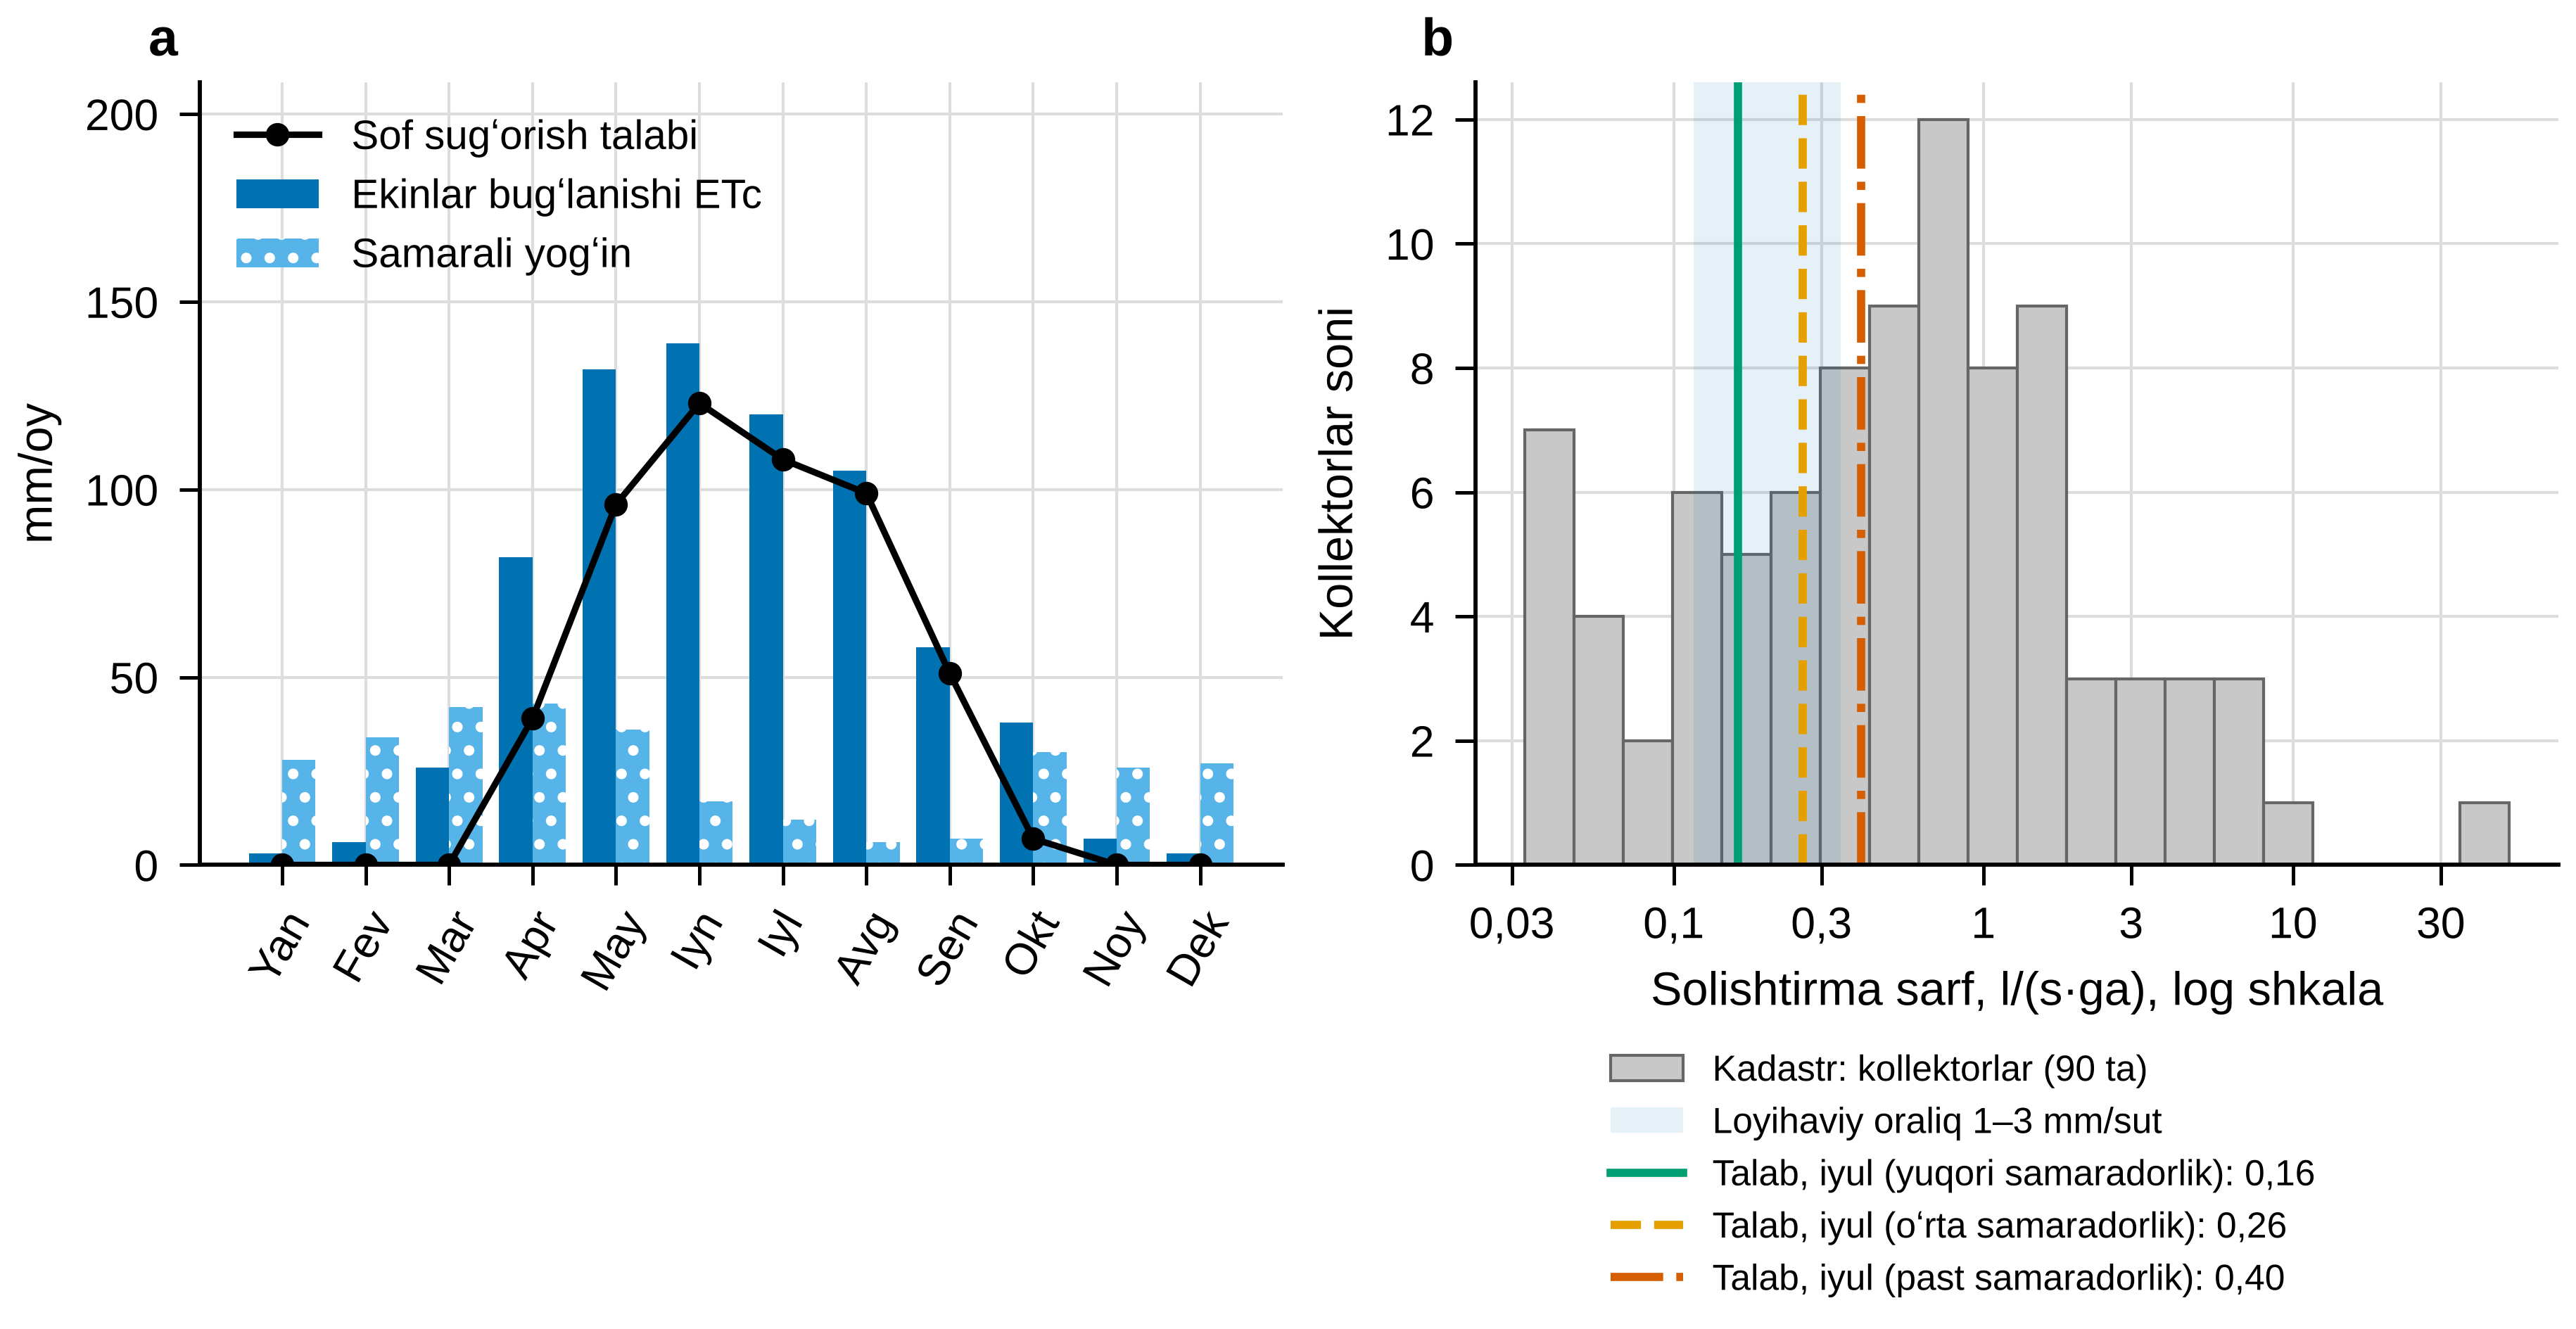 a
200
150
100
50
0
mm/oy
Sof sug‘orish talabi
Ekinlar bug‘lanishi ETc
Samarali yog‘in
Yan
Fev
Mar
Apr
May
Iyn
Iyl
Avg
Sen
Okt
Noy
Dek
b
12
10
8
6
4
2
0
Kollektorlar soni
0,03
0,1
0,3
1
3
10
30
Solishtirma sarf, l/(s·ga), log shkala
Kadastr: kollektorlar (90 ta)
Loyihaviy oraliq 1–3 mm/sut
Talab, iyul (yuqori samaradorlik): 0,16
Talab, iyul (o‘rta samaradorlik): 0,26
Talab, iyul (past samaradorlik): 0,40